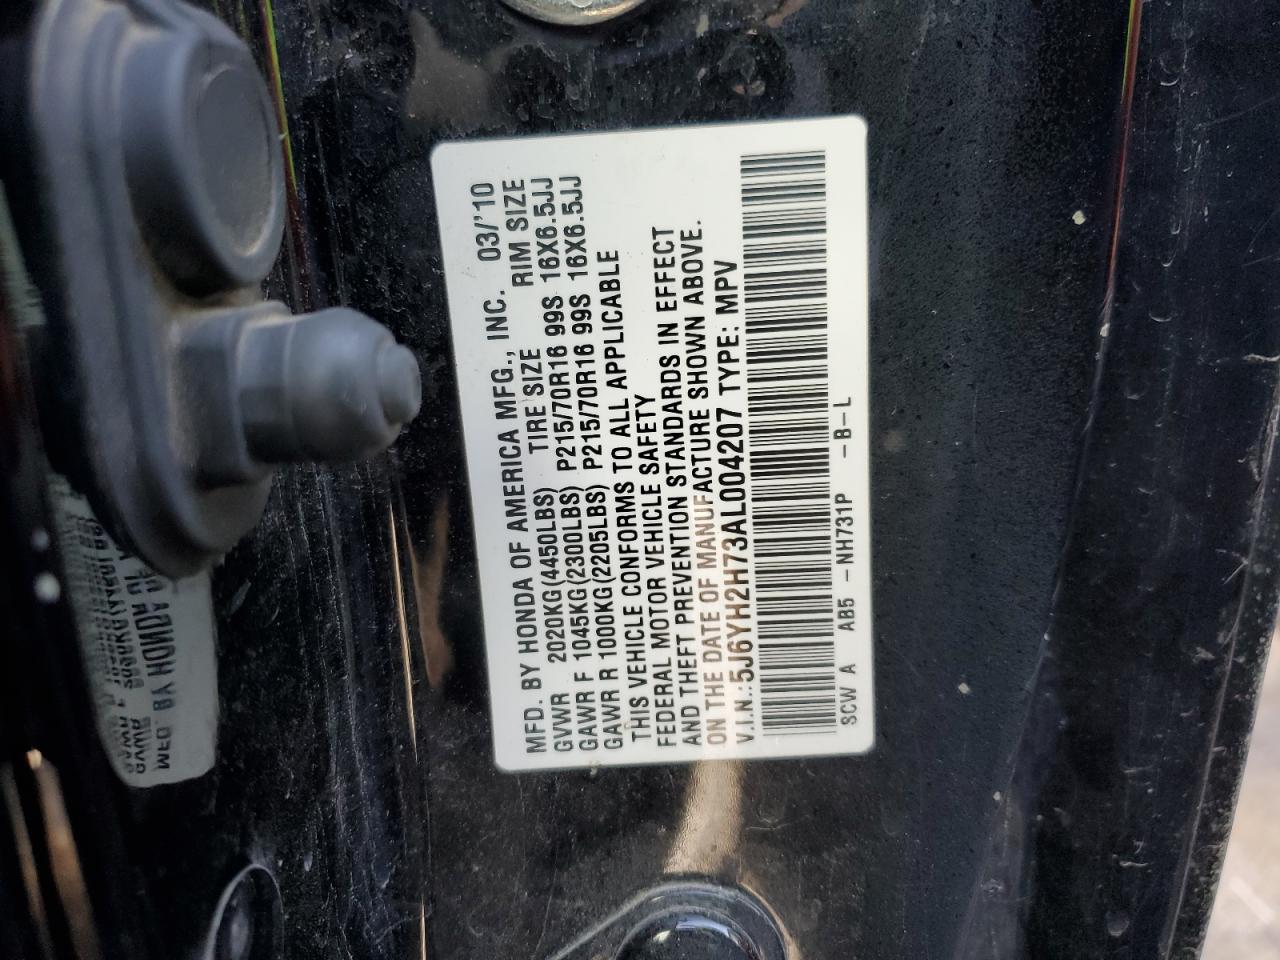 MFD. BY HONDA OF AMERICA MFG., INC. 03/'10
GVWR 2020KG(4450LBS) TIRE SIZE RIM SIZE
GAWR F 1045KG(2300LBS) P215/70R16 99S 16X6.5JJ
GAWR R 1000KG(2205LBS) P215/70R16 99S 16X6.5JJ
THIS VEHICLE CONFORMS TO ALL APPLICABLE
FEDERAL MOTOR VEHICLE SAFETY
AND THEFT PREVENTION STANDARDS IN EFFECT
ON THE DATE OF MANUFACTURE SHOWN ABOVE.
V.I.N.:5J6YH2H73AL004207 TYPE: MPV
SCW A AB5 -NH731P -B-L
MFD. BY HONDA